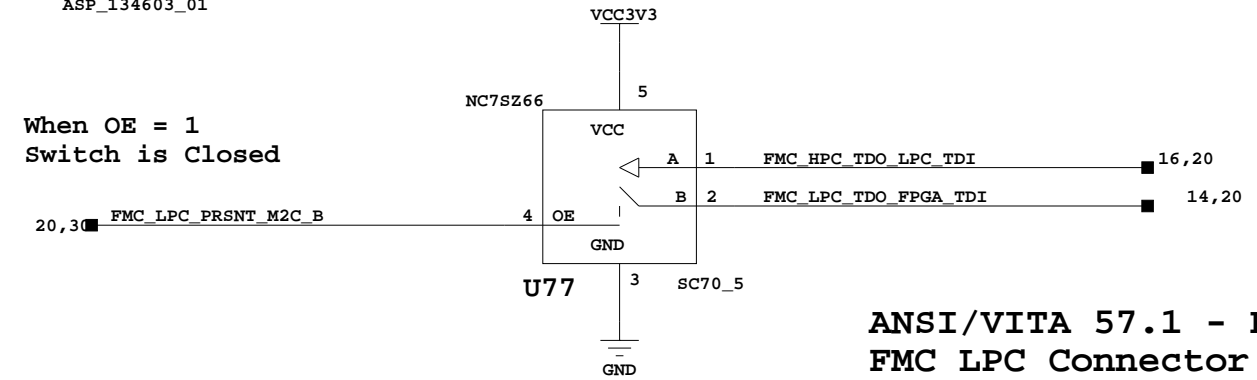 ASP_134603_01
VCC3V3
5
NC7SZ66
When OE = 1
VCC
Switch is Closed
A 1 FMC_HPC_TDO_LPC_TDI 16,20
B 2 FMC_LPC_TDO_FPGA_TDI 14,20
20,30 FMC_LPC_PRSNT_M2C_B 4 OE
GND
U77 3 SC70_5
ANSI/VITA 57.1 -
FMC LPC Connector
GND